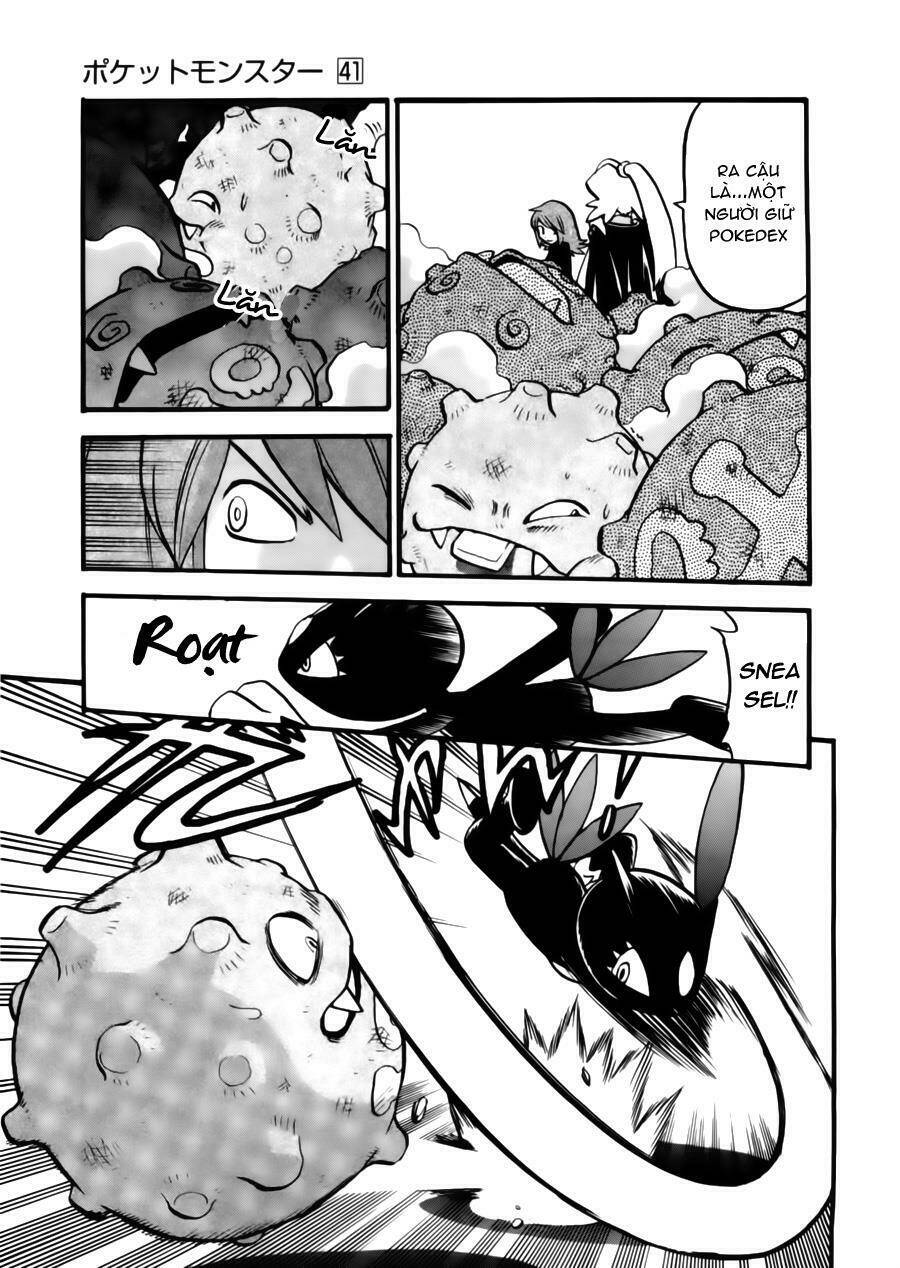 ポケットモンスター 41
RA CẬU
LÀ...MỘT
NGƯỜI GIỮ
POKEDEX
Lăn
Lăn
SNEA
SEL!!
Roạt